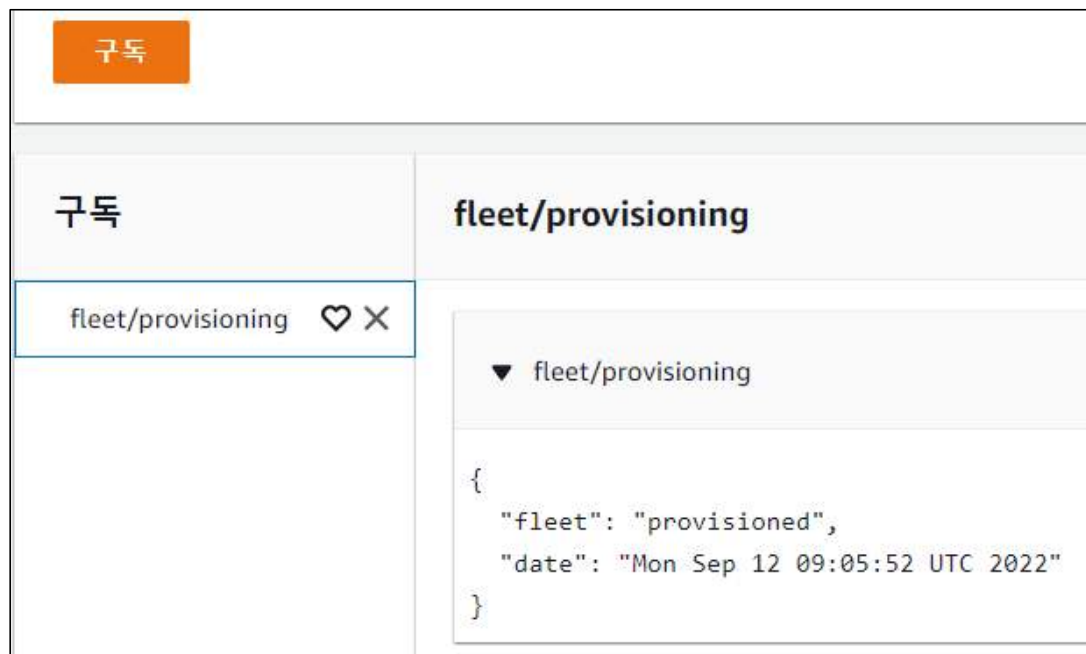 구독
구독
fleet/provisioning
fleet/provisioning
fleet/provisioning
{
"fleet": "provisioned",
"date": "Mon Sep 12 09:05:52 UTC 2022"
}